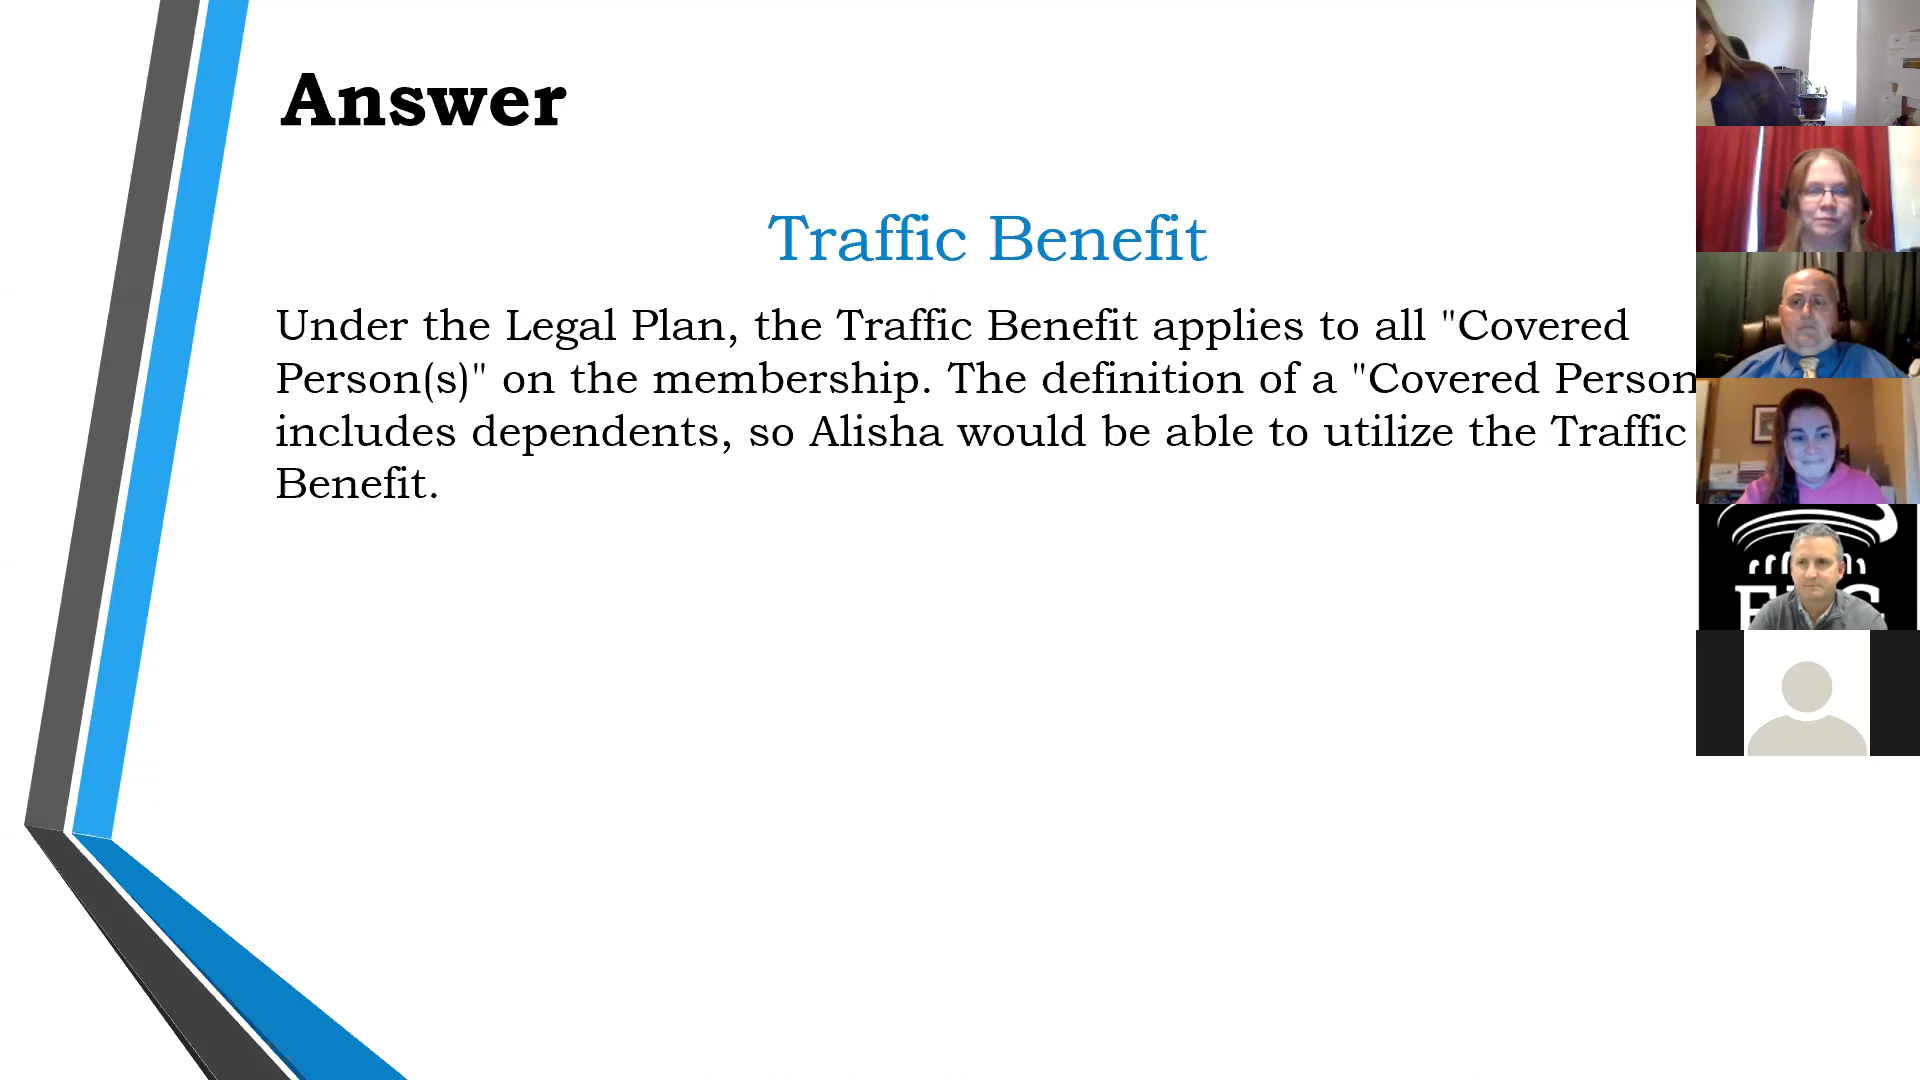 Answer
Traffic Benefit
Under the Legal Plan, the Traffic Benefit applies to all "Covered
Person(s)" on the membership. The definition of a "Covered Person
includes dependents, so Alisha would be able to utilize the Traffic
Benefit.